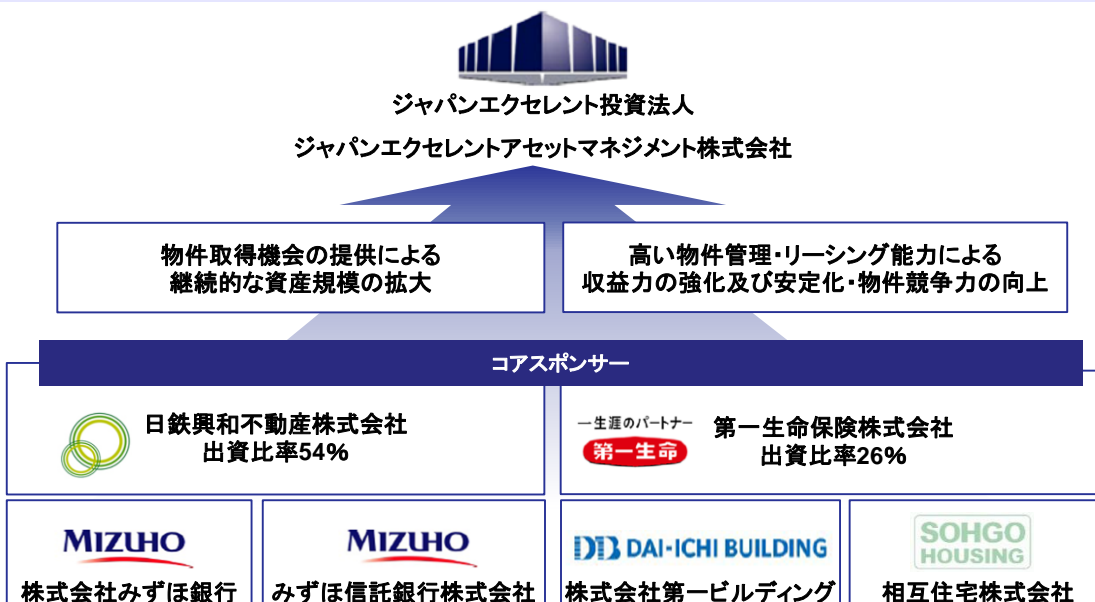 ジャパンエクセレント投資法人
ジャパンエクセレントアセットマネジメント株式会社
物件取得機会の提供による
継続的な資産規模の拡大
高い物件管理・リーシング能力による
収益力の強化及び安定化・物件競争力の向上
コアスポンサー
日鉄興和不動産株式会社
出資比率54%
一生涯のパートナー
第一生命
第一生命保険株式会社
出資比率26%
MIZUHO
株式会社みずほ銀行
MIZUHO
みずほ信託銀行株式会社
DAI-ICHI BUILDING
株式会社第一ビルディング
SOHGO
HOUSING
相互住宅株式会社